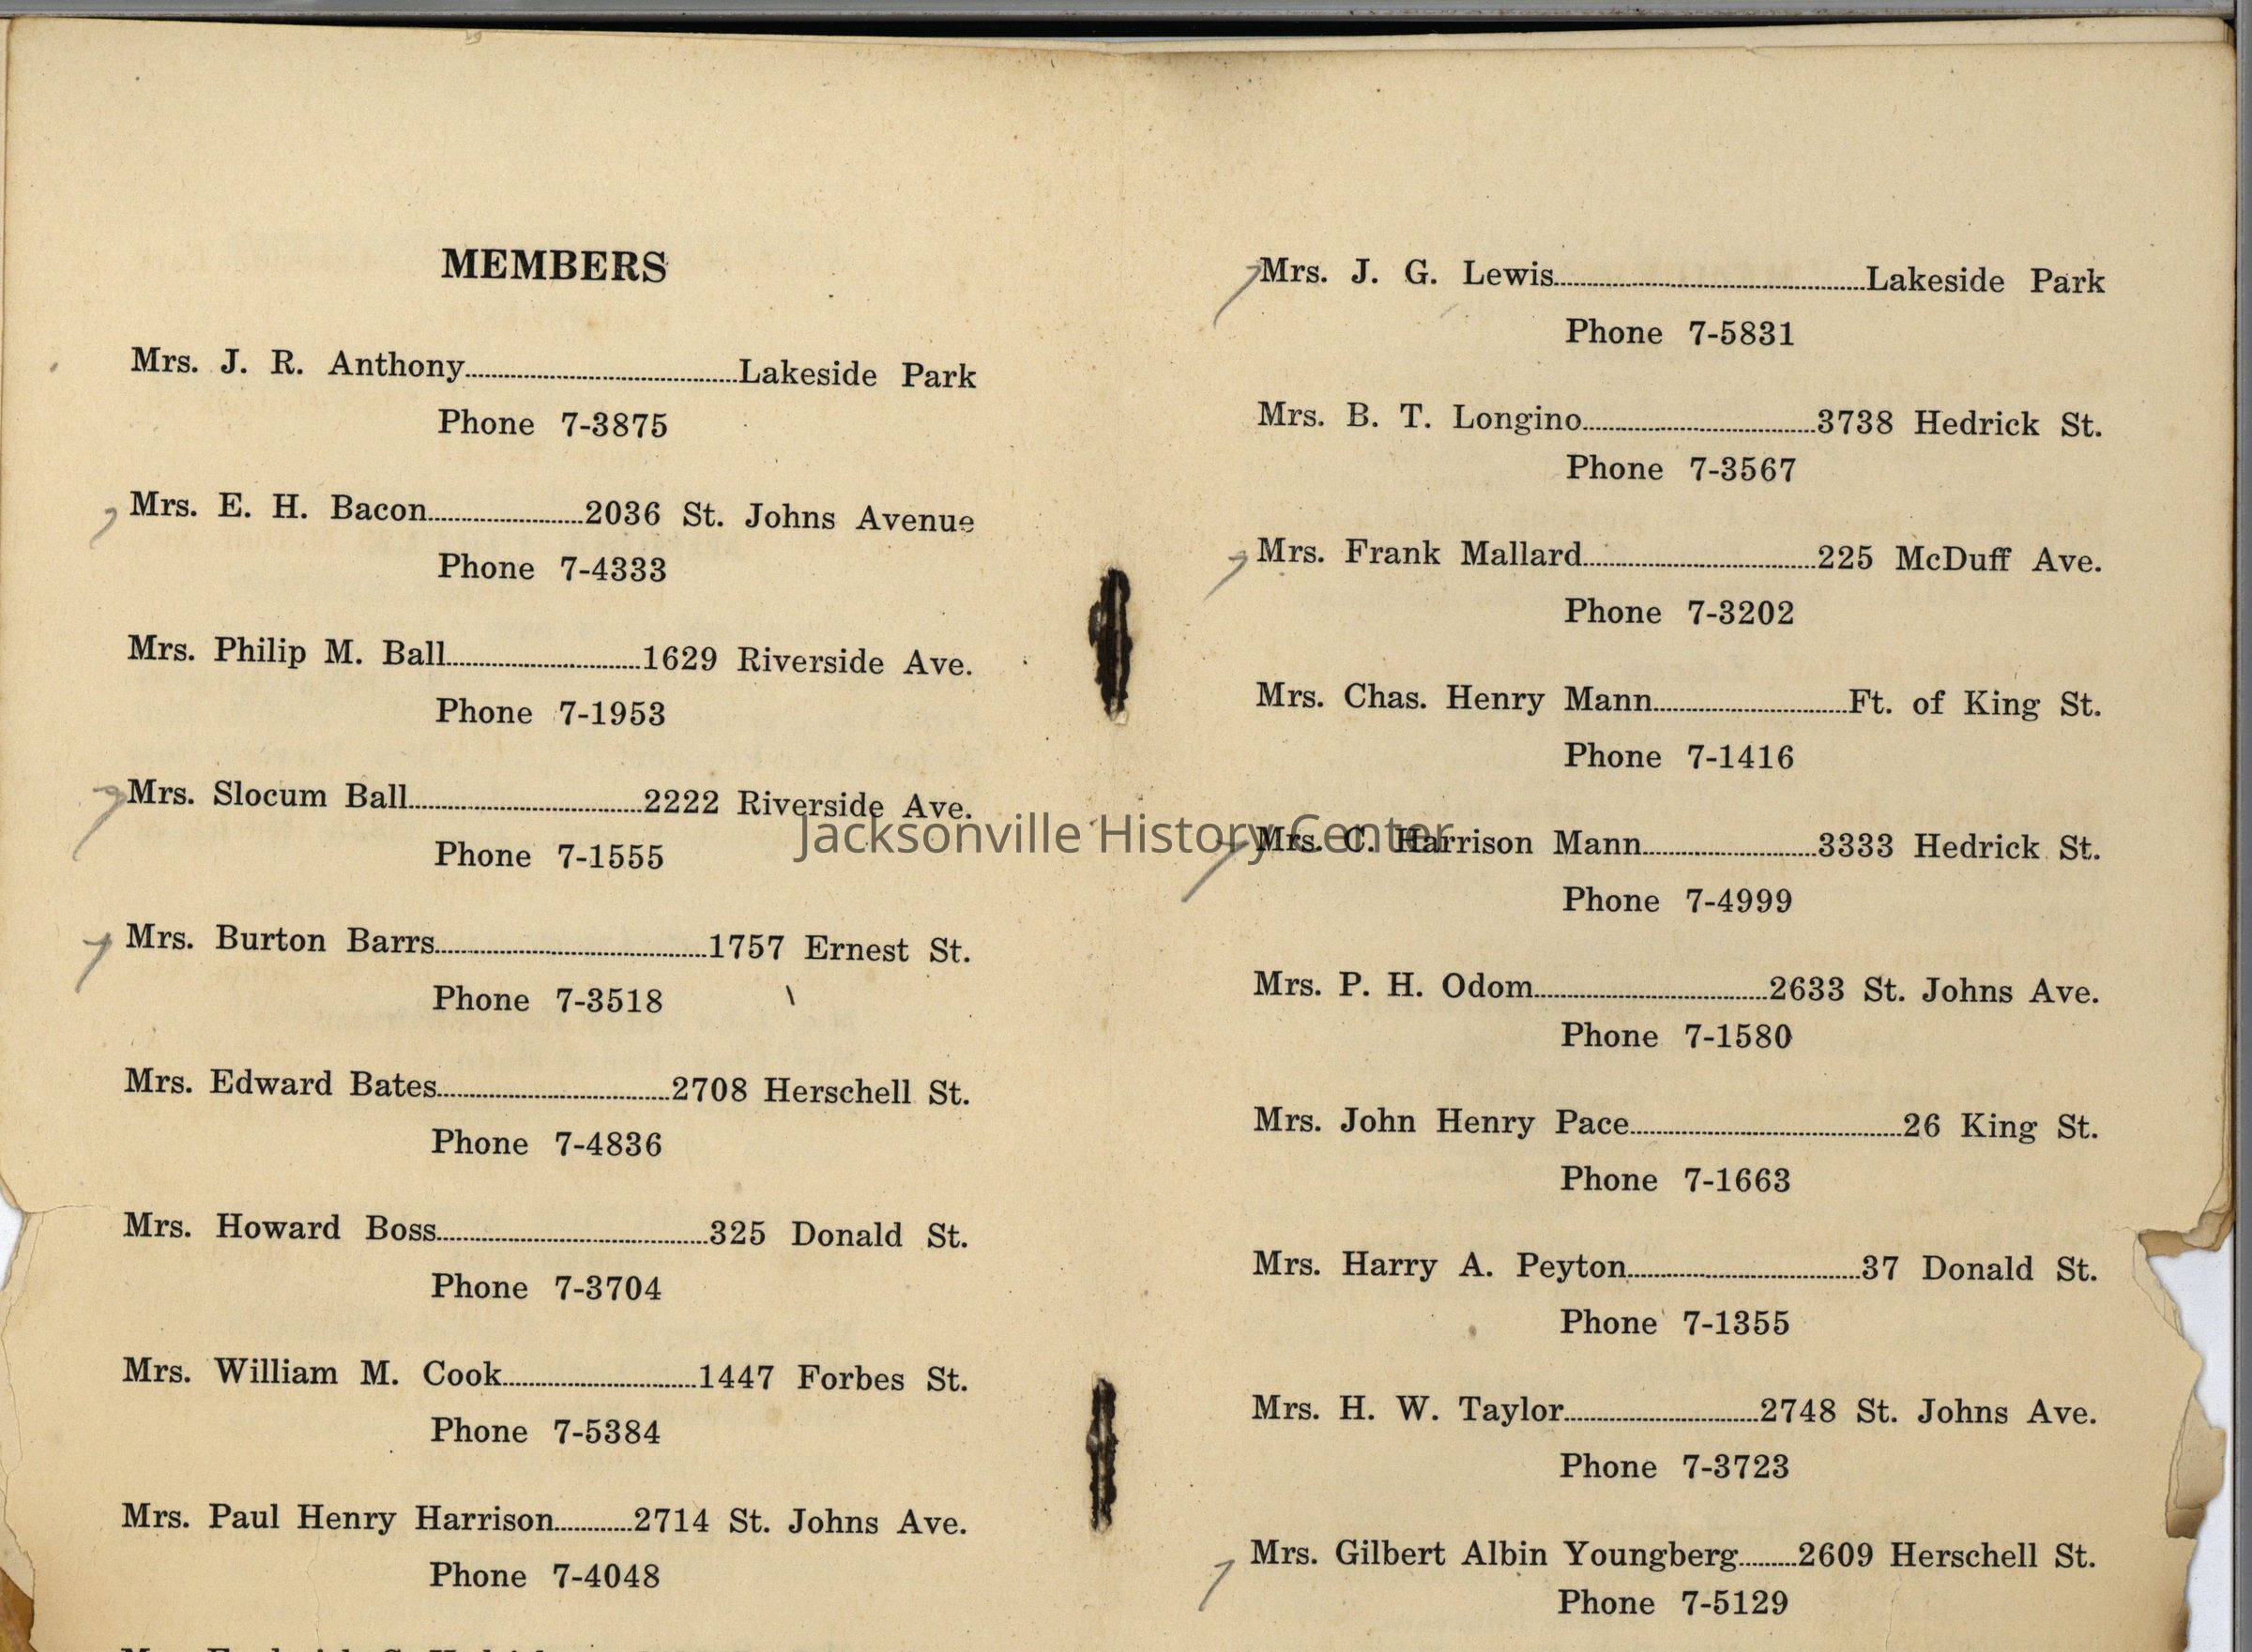 MEMBERS
Mrs. J. R. Anthony..........Lakeside Park
Phone 7-3875
Mrs. E. H. Bacon..........2036 St. Johns Avenue
Phone 7-4333
Mrs. Philip M. Ball..........1629 Riverside Ave.
Phone 7-1953
Mrs. Slocum Ball..........2222 Riverside Ave.
Phone 7-1555
Mrs. Burton Barrs..........1757 Ernest St.
Phone 7-3518
Mrs. Edward Bates..........2708 Herschell St.
Phone 7-4836
Mrs. Howard Boss..........325 Donald St.
Phone 7-3704
Mrs. William M. Cook..........1447 Forbes St.
Phone 7-5384
Mrs. Paul Henry Harrison..........2714 St. Johns Ave.
Phone 7-4048
Mrs. J. G. Lewis..........Lakeside Park
Phone 7-5831
Mrs. B. T. Longino..........3738 Hedrick St.
Phone 7-3567
Mrs. Frank Mallard..........225 McDuff Ave.
Phone 7-3202
Mrs. Chas. Henry Mann..........Ft. of King St.
Phone 7-1416
Mrs. C. Harrison Mann..........3333 Hedrick St.
Phone 7-4999
Mrs. P. H. Odom..........2633 St. Johns Ave.
Phone 7-1580
Mrs. John Henry Pace..........26 King St.
Phone 7-1663
Mrs. Harry A. Peyton..........37 Donald St.
Phone 7-1355
Mrs. H. W. Taylor..........2748 St. Johns Ave.
Phone 7-3723
Mrs. Gilbert Albin Youngberg..........2609 Herschell St.
Phone 7-5129
Jacksonville History Center